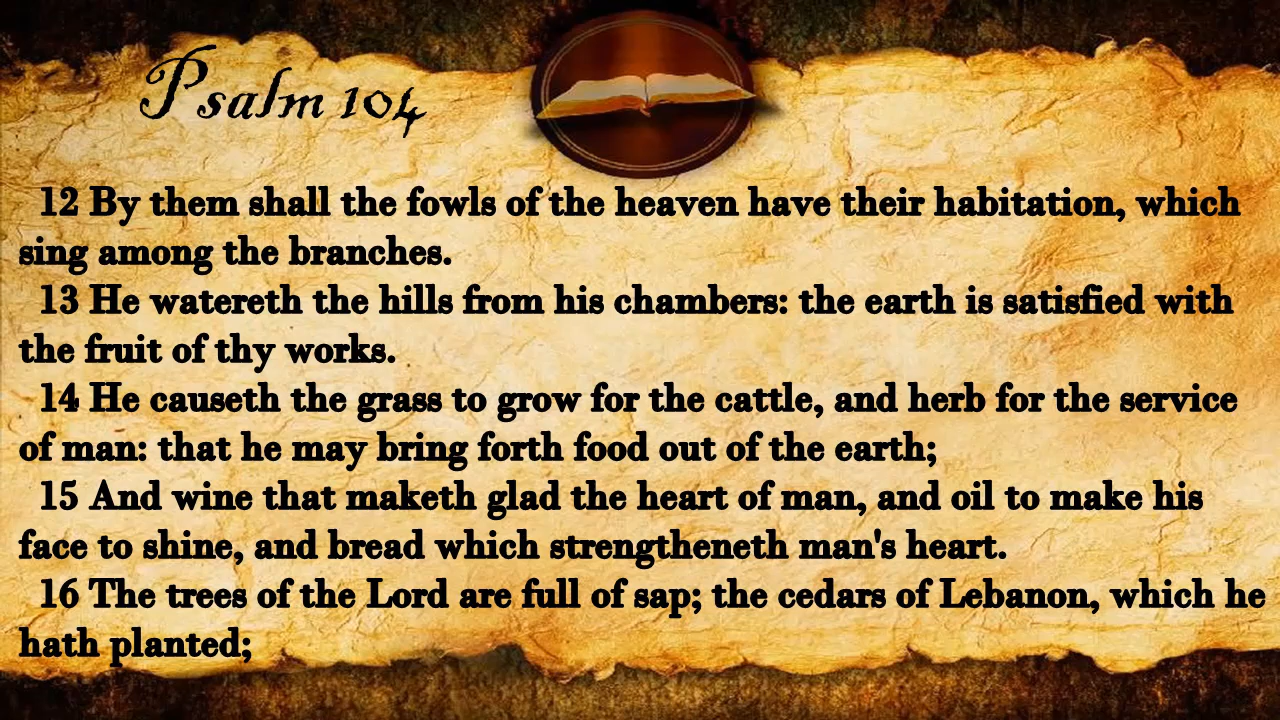 Psalm 104
12 By them shall the fowls of the heaven have their habitation, which
sing among the branches.
13 He watereth the hills from his chambers: the earth is satisfied with
the fruit of thy works.
14 He causeth the grass to grow for the cattle, and herb for the service
of man: that he may bring forth food out of the earth;
15 And wine that maketh glad the heart of man, and oil to make his
face to shine, and bread which strengtheneth man's heart.
16 The trees of the Lord are full of sap; the cedars of Lebanon, which he
hath planted;